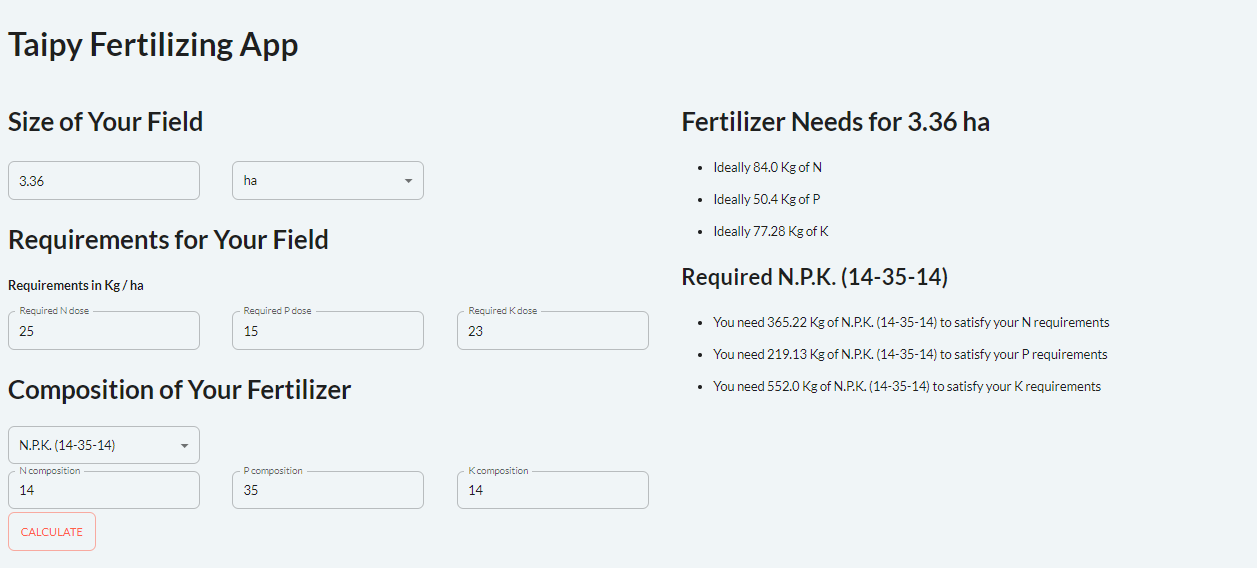 Taipy Fertilizing App
Size of Your Field
3.36
ha
Requirements for Your Field
Requirements in Kg / ha
Required N dose
25
Required P dose
15
Required K dose
23
Composition of Your Fertilizer
N.P.K. (14-35-14)
N composition
14
P composition
35
K composition
14
CALCULATE
Fertilizer Needs for 3.36 ha
Ideally 84.0 Kg of N
Ideally 50.4 Kg of P
Ideally 77.28 Kg of K
Required N.P.K. (14-35-14)
You need 365.22 Kg of N.P.K. (14-35-14) to satisfy your N requirements
You need 219.13 Kg of N.P.K. (14-35-14) to satisfy your P requirements
You need 552.0 Kg of N.P.K. (14-35-14) to satisfy your K requirements